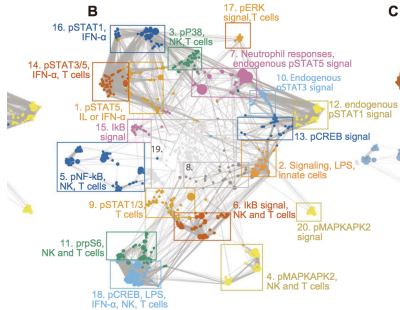 B
C
17. pERK
signal,T cells
16. pSTAT1,
IFN-α
3. pP38,
NK,T cells
7. Neutrophil responses,
endogenous pSTAT5 signal
14. pSTAT3/5,
IFN-α, T cells
10. Endogenous
pSTAT3 signal
1. pSTAT5,
IL or IFN-α
12. endogenous
pSTAT1 signal
15. IkB
signal
13. pCREB signal
19.
8.
5. pNF-kB,
NK, T cells
2. Signaling, LPS,
innate cells
9. pSTAT1/3,
T cells
6. IkB signal,
NK and T cells
20. pMAPKAPK2
signal
11. prpS6,
NK and T cells
4. pMAPKAPK2,
NK and T cells
18. pCREB, LPS,
IFN-α, NK, T cells